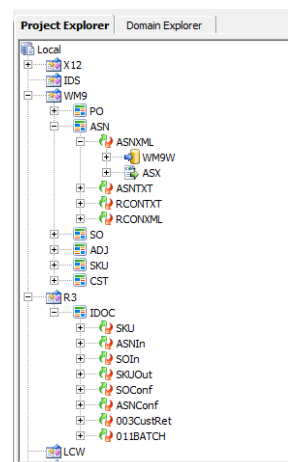 Project Explorer Domain Explorer
Local
X12
IDS
WM9
PO
ASN
ASNXML
WM9W
ASX
ASNTXT
RCONTXT
RCONXML
SO
ADJ
SKU
CST
R3
IDOC
SKU
ASNIn
SOIn
SKUOut
SOConf
ASNConf
003CustRet
011BATCH
LCW